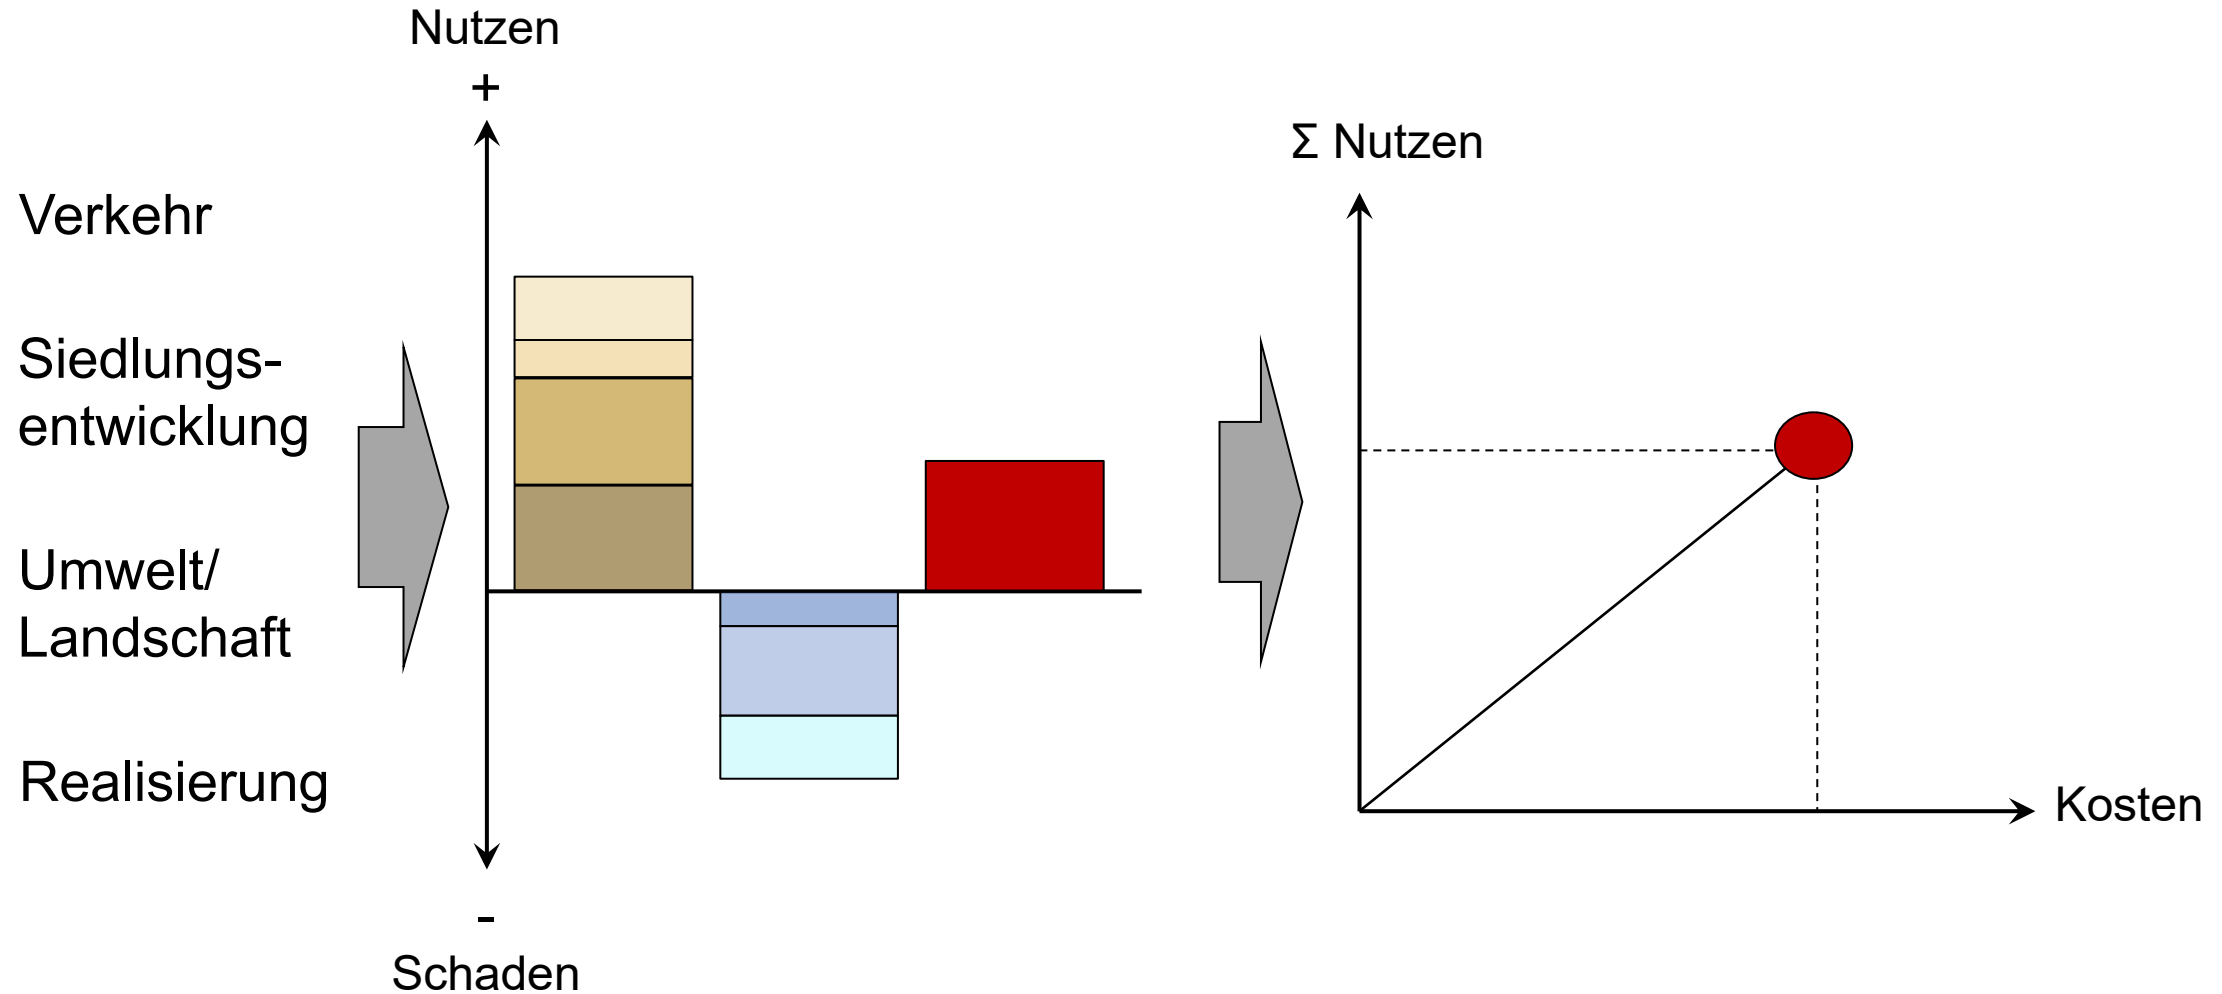 Nutzen
+
Σ Nutzen
Verkehr
Siedlungs-
entwicklung
Umwelt/
Landschaft
Realisierung
Kosten
-
Schaden